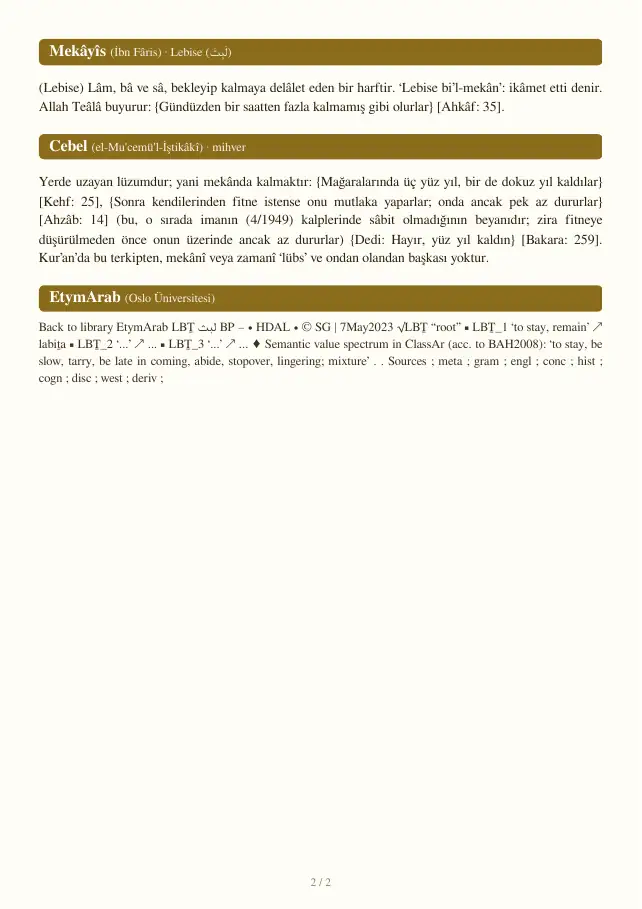 Mekâyîs (İbn Fâris) · Lebise (لَبِثَ)
(Lebise) Lâm, bâ ve sâ, bekleyip kalmaya delâlet eden bir harftir. ‘Lebise bi’l-mekân’: ikâmet etti denir.
Allah Teâlâ buyurur: {Gündüzden bir saatten fazla kalmamış gibi olurlar} [Ahkâf: 35].
Cebel (el-Mu'cemü'l-İştikâkî) · mihver
Yerde uzayan lüzumdur; yani mekânda kalmaktır: {Mağaralarında üç yüz yıl, bir de dokuz yıl kaldılar}
[Kehf: 25], {Sonra kendilerinden fitne istense onu mutlaka yaparlar; onda ancak pek az dururlar}
[Ahzâb: 14] (bu, o sırada imanın (4/1949) kalplerinde sâbit olmadığının beyanıdır; zira fitneye
düşürülmeden önce onun üzerinde ancak az dururlar) {Dedi: Hayır, yüz yıl kaldın} [Bakara: 259].
Kur’an’da bu terkipten, mekânî veya zamanî ‘lübs’ ve ondan olandan başkası yoktur.
EtymArab (Oslo Üniversitesi)
Back to library EtymArab LBṮ لبث BP – • HDAL • © SG | 7May2023 √LBṮ “root” ▪ LBṮ_1 ‘to stay, remain’ ↗
labiṯa ▪ LBṮ_2 ‘...’ ↗ ... ▪ LBṮ_3 ‘...’ ↗ ... ♦ Semantic value spectrum in ClassAr (acc. to BAH2008): ‘to stay, be
slow, tarry, be late in coming, abide, stopover, lingering; mixture’ . . Sources ; meta ; gram ; engl ; conc ; hist ;
cogn ; disc ; west ; deriv ;
2 / 2